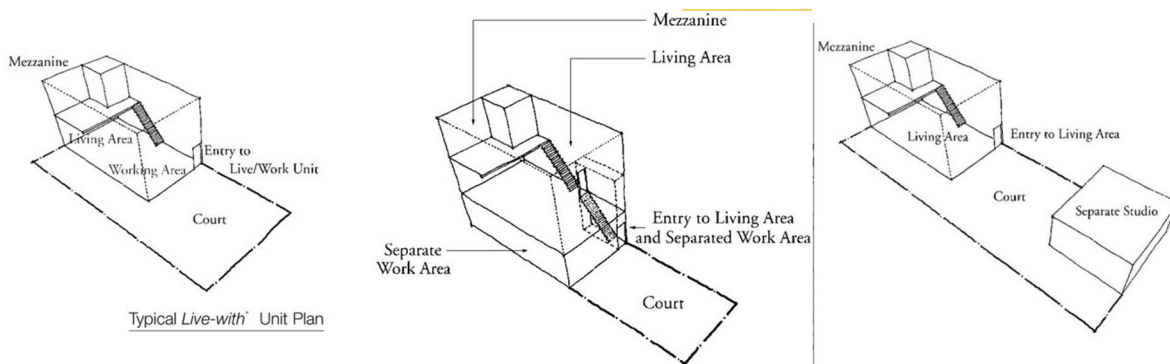 Mezzanine
Living Area
Working Area
Entry to
Live/Work Unit
Court
Typical Live-with* Unit Plan
Mezzanine
Living Area
Entry to Living Area
and Separated Work Area
Separate
Work Area
Court
Mezzanine
Living Area
Entry to Living Area
Court
Separate Studio